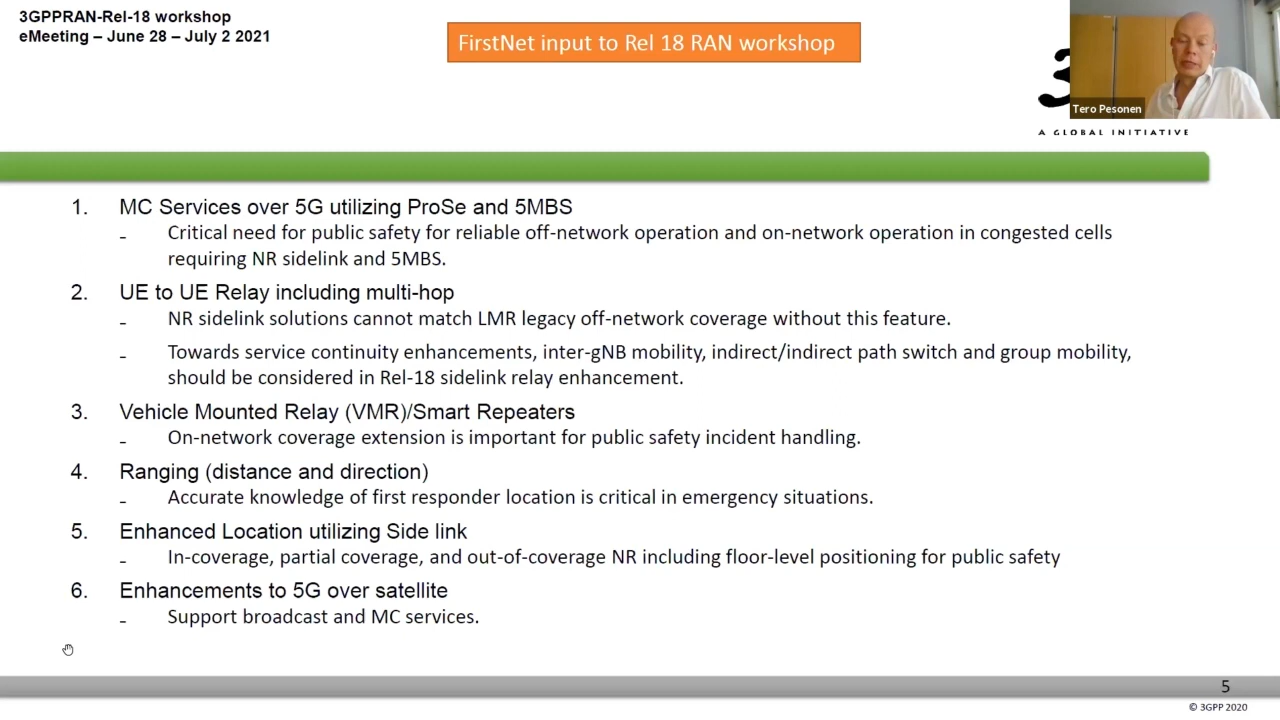 3GPPRAN-Rel-18 workshop
eMeeting – June 28 – July 2 2021
FirstNet input to Rel 18 RAN workshop
3
Tero Pesonen
A GLOBAL INITIATIVE
1. MC Services over 5G utilizing ProSe and 5MBS
- Critical need for public safety for reliable off-network operation and on-network operation in congested cells
requiring NR sidelink and 5MBS.
2. UE to UE Relay including multi-hop
- NR sidelink solutions cannot match LMR legacy off-network coverage without this feature.
- Towards service continuity enhancements, inter-gNB mobility, indirect/indirect path switch and group mobility,
should be considered in Rel-18 sidelink relay enhancement.
3. Vehicle Mounted Relay (VMR)/Smart Repeaters
- On-network coverage extension is important for public safety incident handling.
4. Ranging (distance and direction)
- Accurate knowledge of first responder location is critical in emergency situations.
5. Enhanced Location utilizing Side link
- In-coverage, partial coverage, and out-of-coverage NR including floor-level positioning for public safety
6. Enhancements to 5G over satellite
- Support broadcast and MC services.
5
© 3GPP 2020